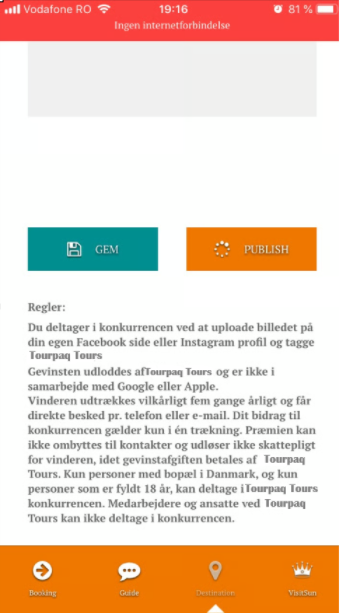 Vodafone RO 19:16 81 %
Ingen internetforbindelse
GEM PUBLISH
Regler:
Du deltager i konkurrencen ved at uploade billedet på
din egen Facebook side eller Instagram profil og tagge
Tourpaq Tours
Gevinsten udloddes afTourpaq Tours og er ikke i
samarbejde med Google eller Apple.
Vinderen udtrækkes vilkårligt fem gange årligt og får
direkte besked pr. telefon eller e-mail. Dit bidrag til
konkurrencen gælder kun i én trækning. Præmien kan
ikke ombyttes til kontakter og udløser ikke skattepligt
for vinderen, idet gevinstafgiften betales af Tourpaq
Tours. Kun personer med bopæl i Danmark, og kun
personer som er fyldt 18 år, kan deltage iTourpaq Tours
konkurrencen. Medarbejdere og ansatte ved Tourpaq
Tours kan ikke deltage i konkurrencen.
Booking Guide Destination VisitSun